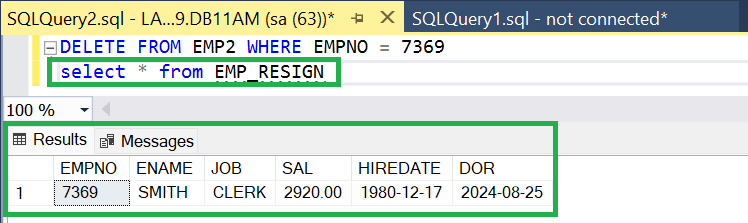 SQLQuery2.sql - LA...9.DB11AM (sa (63))* SQLQuery1.sql - not connected*
DELETE FROM EMP2 WHERE EMPNO = 7369
select * from EMP_RESIGN
100 %
Results Messages
EMPNO ENAME JOB SAL HIREDATE DOR
1 7369 SMITH CLERK 2920.00 1980-12-17 2024-08-25